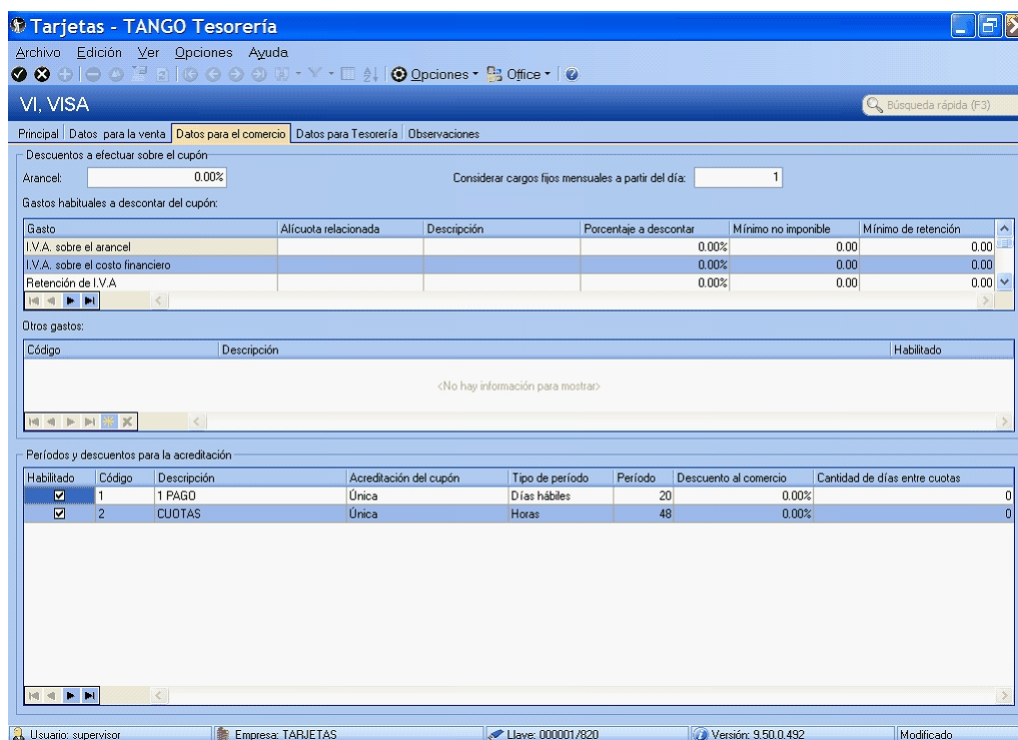 Tarjetas - TANGO Tesorería
Archivo Edición Ver Opciones Ayuda
Opciones Office
VI, VISA Búsqueda rápida (F3)
Principal Datos para la venta Datos para el comercio Datos para Tesorería Observaciones
Descuentos a efectuar sobre el cupón
Arancel: 0.00% Considerar cargos fijos mensuales a partir del día: 1
Gastos habituales a descontar del cupón:
Gasto Alícuota relacionada Descripción Porcentaje a descontar Mínimo no imponible Mínimo de retención
I.V.A. sobre el arancel 0.00% 0.00 0.00
I.V.A. sobre el costo financiero 0.00% 0.00 0.00
Retención de I.V.A 0.00% 0.00 0.00
Otros gastos:
Código Descripción Habilitado
<No hay información para mostrar>
Períodos y descuentos para la acreditación
Habilitado Código Descripción Acreditación del cupón Tipo de período Período Descuento al comercio Cantidad de días entre cuotas
1 1 PAGO Única Días hábiles 20 0.00% 0
2 CUOTAS Única Horas 48 0.00% 0
Usuario: supervisor Empresa: TARJETAS Llave: 000001/820 Versión: 9.50.0.492 Modificado